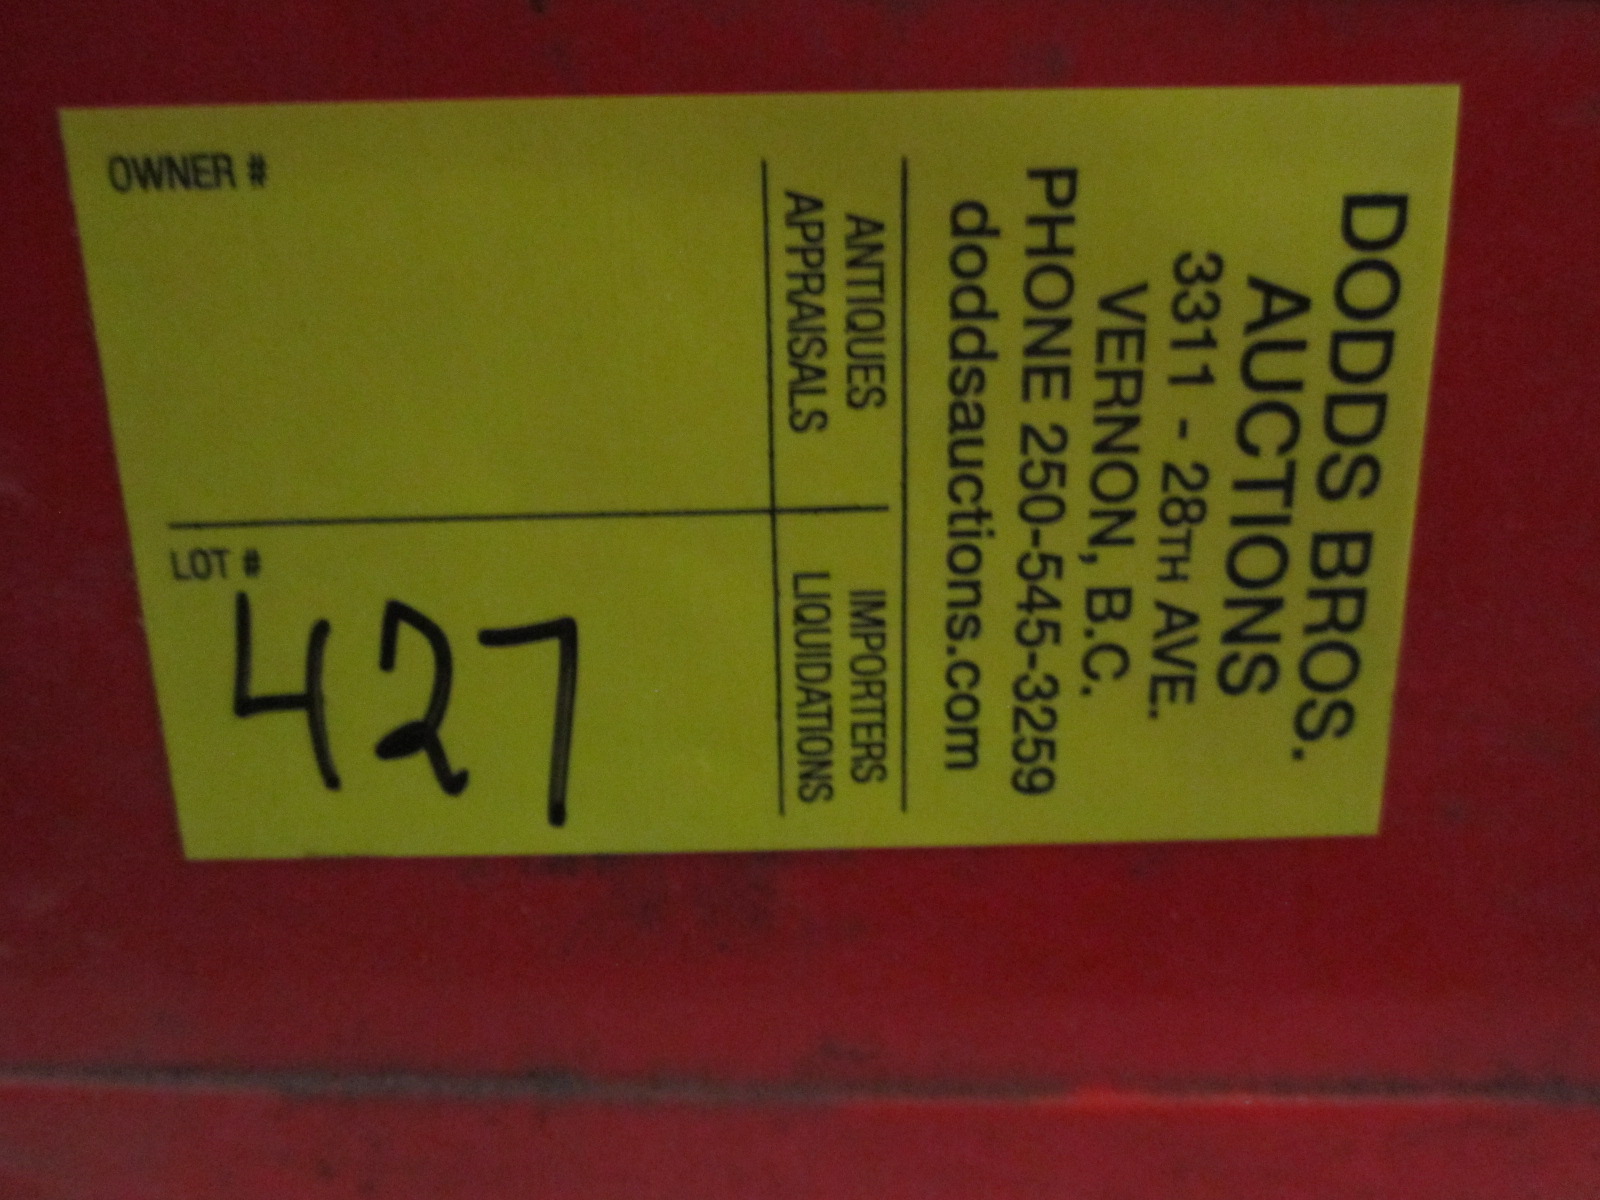 DODDS BROS.
AUCTIONS
3311 - 28TH AVE.
VERNON, B.C.
PHONE 250-545-3259
doddsauctions.com
ANTIQUES
APPRAISALS
IMPORTERS
LIQUIDATIONS
OWNER #
LOT #
427